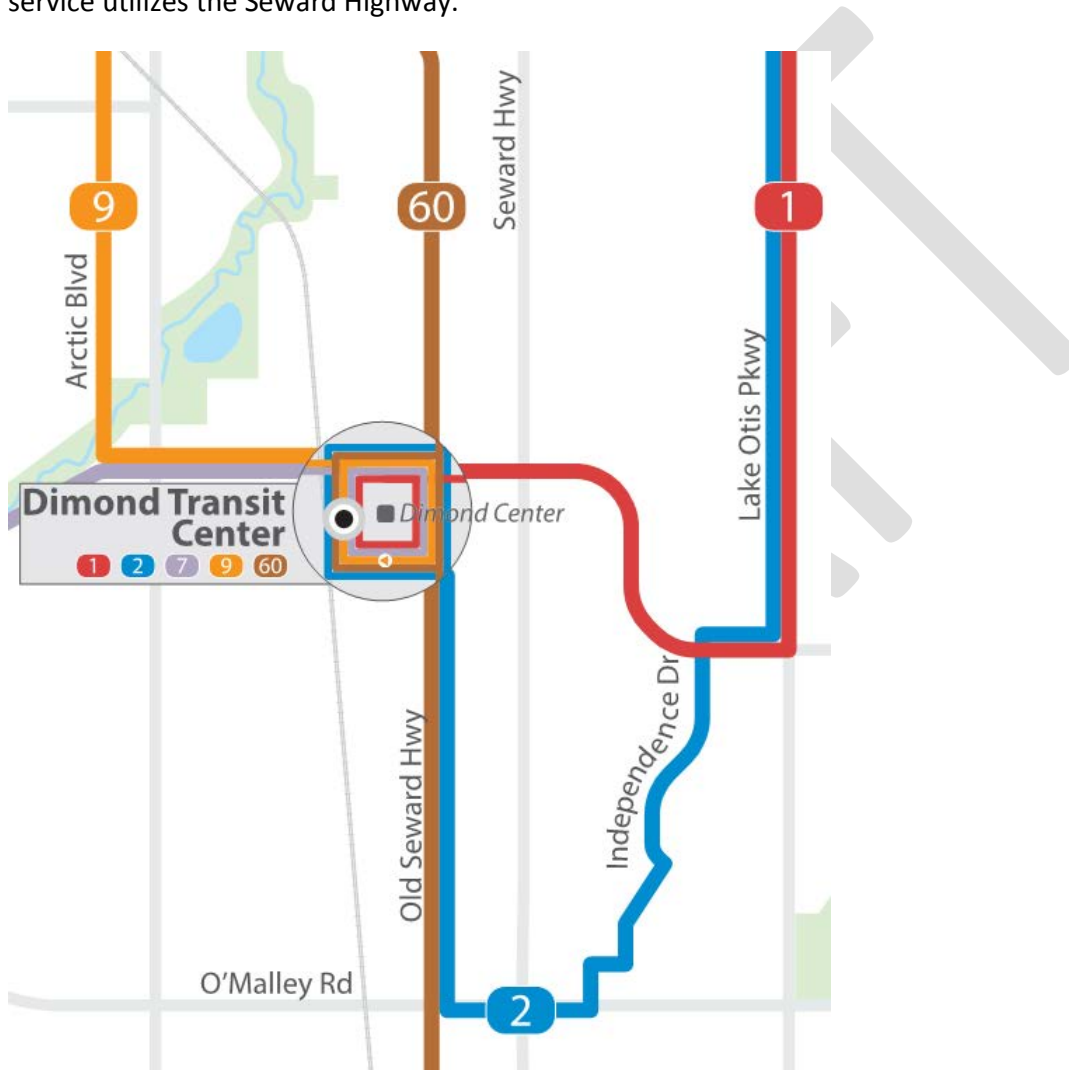 service utilizes the Seward Highway.
Seward Hwy
9
60
1
Arctic Blvd
Lake Otis Pkwy
Dimond Transit
Center
1 2 7 9 60
Dimond Center
Independence Dr
Old Seward Hwy
O'Malley Rd
2